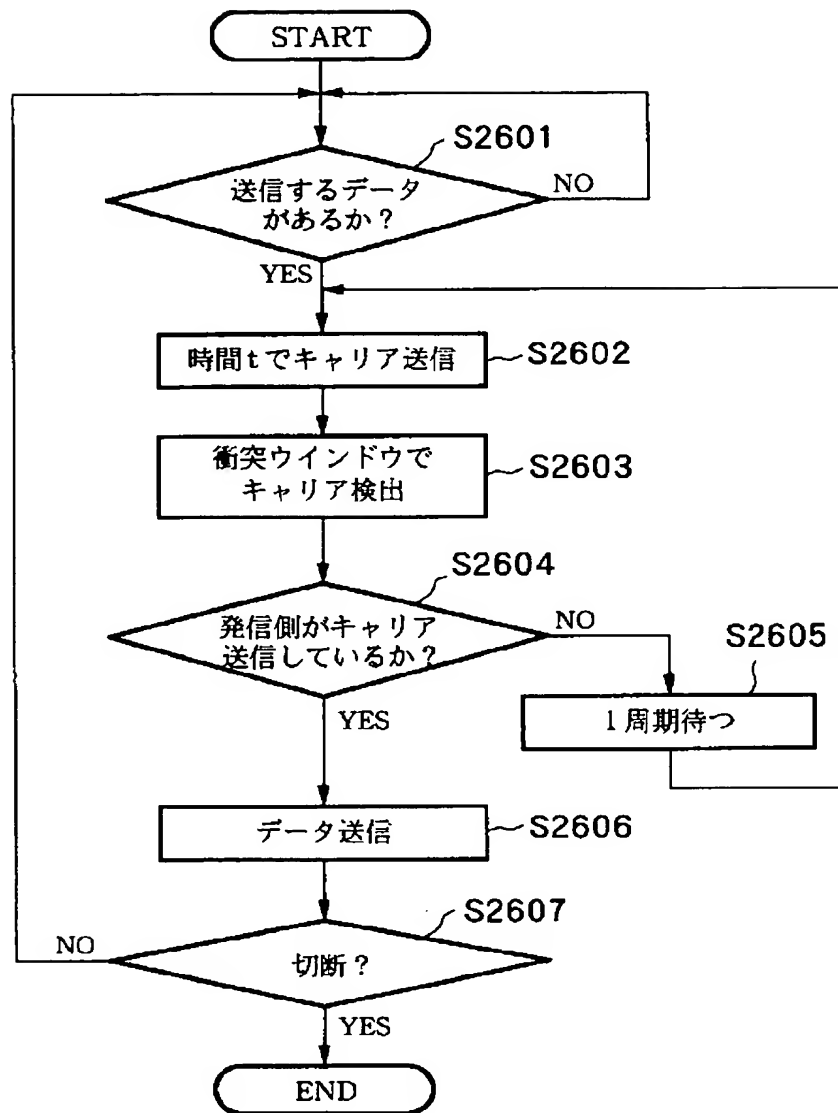 START
S2601
送信するデータ
があるか？
NO
YES
時間tでキャリア送信
S2602
衝突ウインドウで
キャリア検出
S2603
S2604
発信側がキャリア
送信しているか？
NO
S2605
YES
1周期待つ
データ送信
S2606
S2607
NO
切断？
YES
END